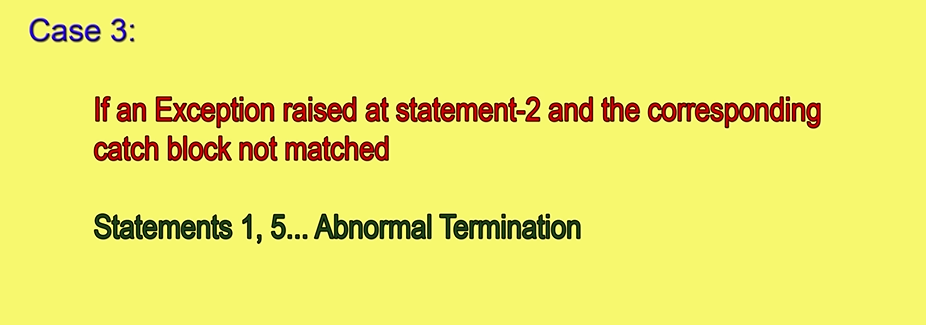 Case 3:
If an Exception raised at statement-2 and the corresponding
catch block not matched
Statements 1, 5... Abnormal Termination